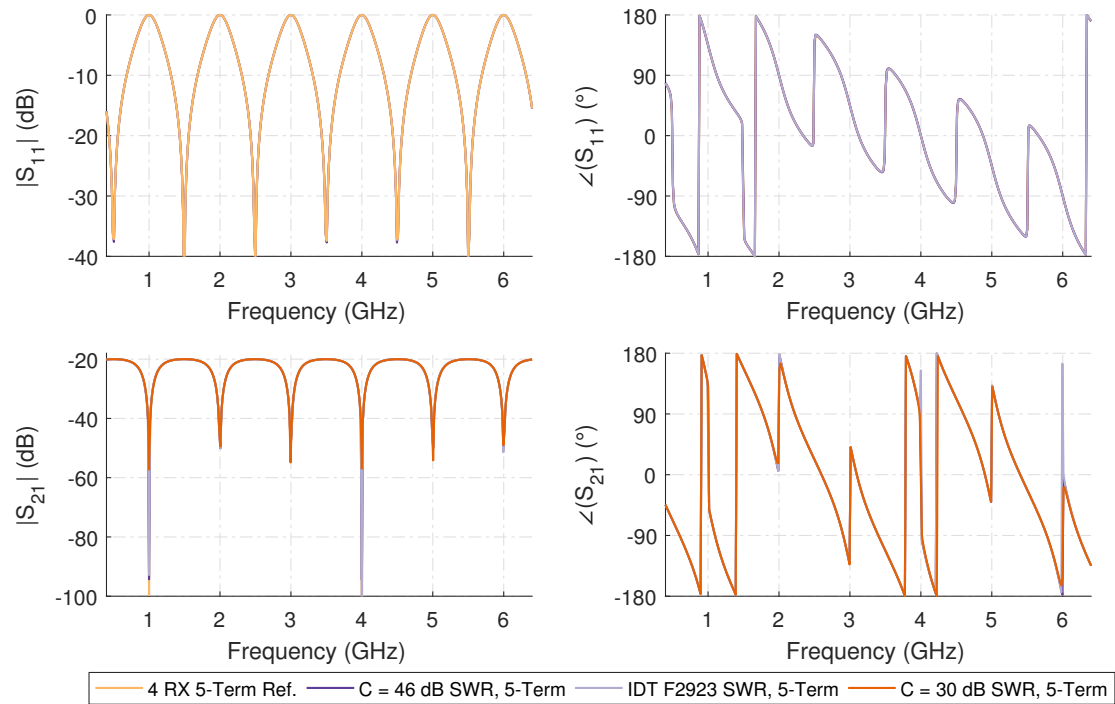 0
-10
-20
-30
-40
|S11| (dB)
1 2 3 4 5 6
Frequency (GHz)
180
90
0
-90
-180
∠(S11) (°)
1 2 3 4 5 6
Frequency (GHz)
-20
-40
-60
-80
-100
|S21| (dB)
1 2 3 4 5 6
Frequency (GHz)
180
90
0
-90
-180
∠(S21) (°)
1 2 3 4 5 6
Frequency (GHz)
4 RX 5-Term Ref. C = 46 dB SWR, 5-Term IDT F2923 SWR, 5-Term C = 30 dB SWR, 5-Term